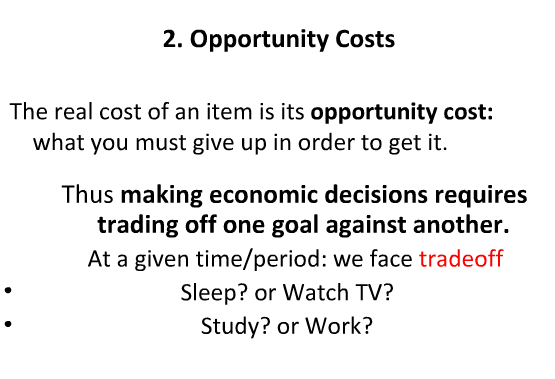 2. Opportunity Costs
The real cost of an item is its opportunity cost:
what you must give up in order to get it.
Thus making economic decisions requires
trading off one goal against another.
At a given time/period: we face tradeoff
• Sleep? or Watch TV?
• Study? or Work?